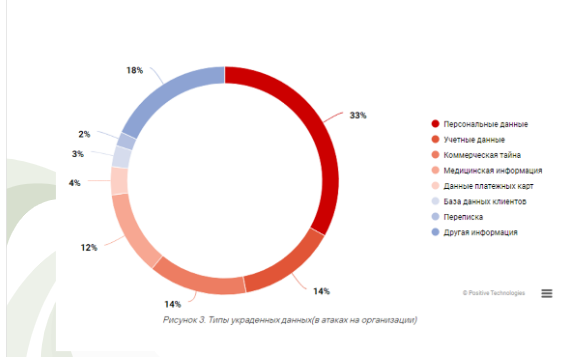 18%
33%
2%
3%
4%
12%
14%
14%
Персональные данные
Учетные данные
Коммерческая тайна
Медицинская информация
Данные платежных карт
База данных клиентов
Переписка
Другая информация
© Positive Technologies
Рисунок 3. Типы украденных данных(в атаках на организации)